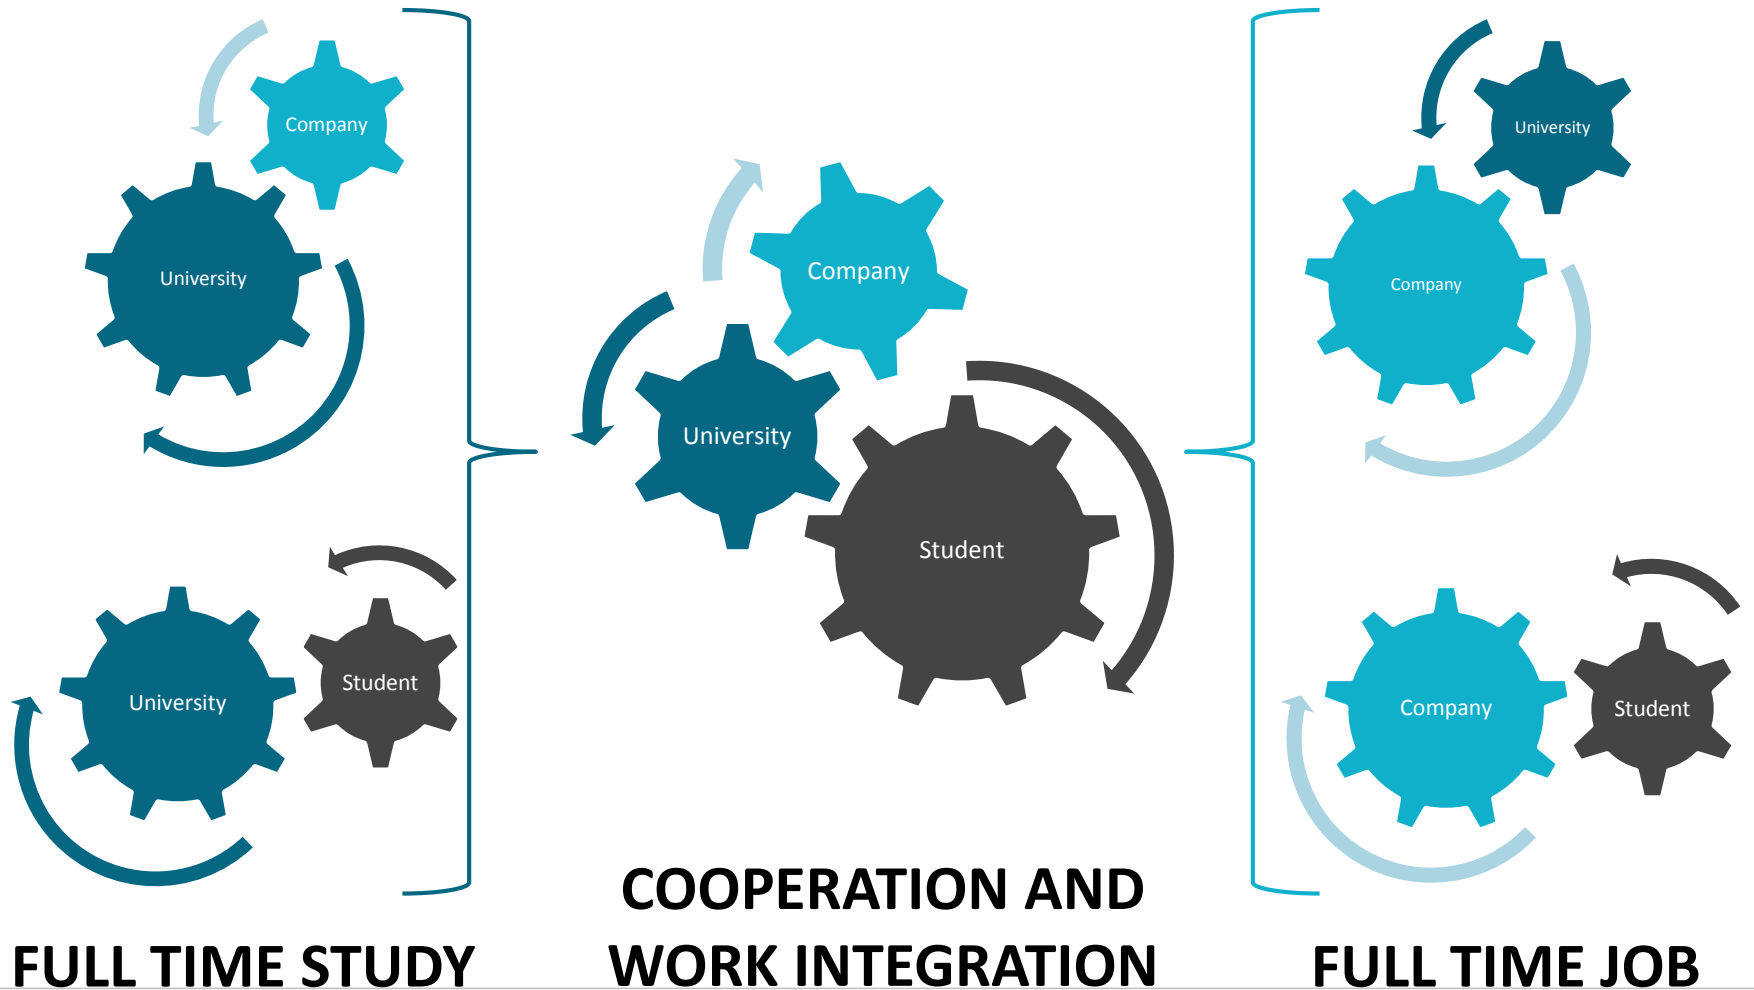 Company
University
University
Student
FULL TIME STUDY
Company
University
Student
COOPERATION AND
WORK INTEGRATION
University
Company
Company
Student
FULL TIME JOB